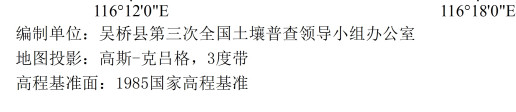 116°12'0"E 116°18'0"E
编制单位：吴桥县第三次全国土壤普查领导小组办公室
地图投影：高斯-克吕格，3度带
高程基准面：1985国家高程基准